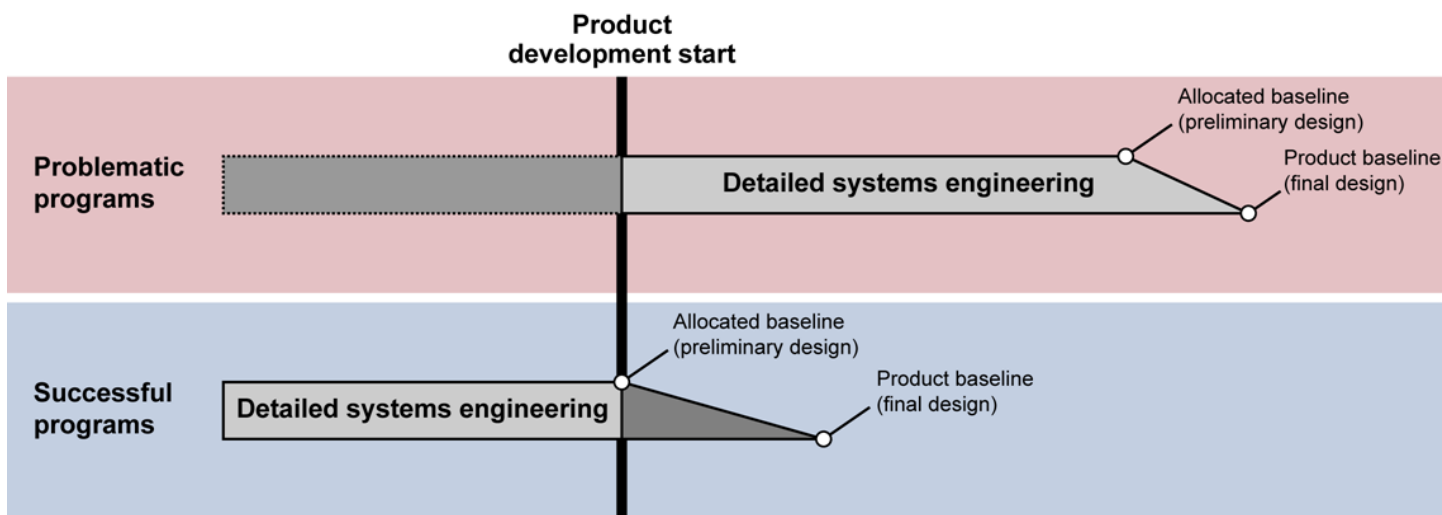 Product
development start
Allocated baseline
(preliminary design)
Problematic
programs
Detailed systems engineering
Product baseline
(final design)
Allocated baseline
(preliminary design)
Successful
programs
Detailed systems engineering
Product baseline
(final design)